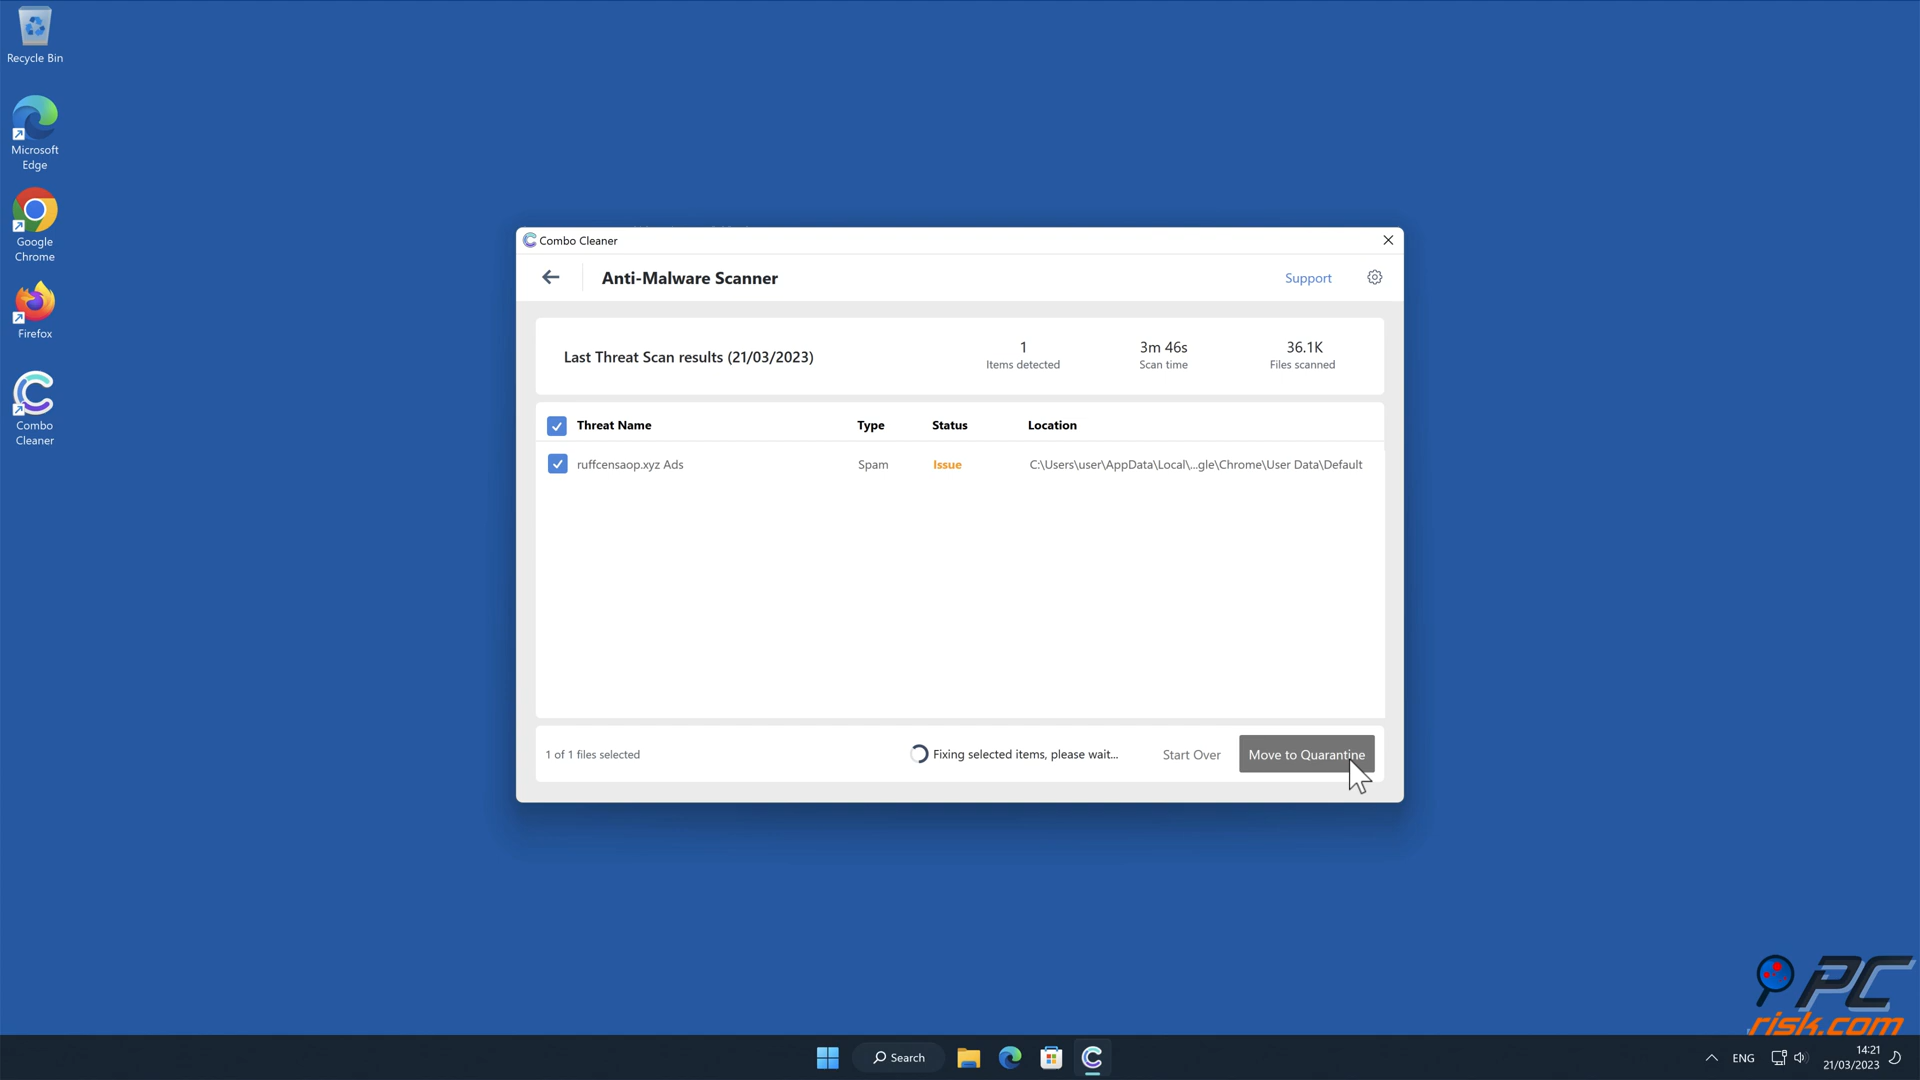 Recycle Bin
Microsoft
Edge
Google
Chrome
Firefox
Combo
Cleaner
Combo Cleaner
Anti-Malware Scanner
Support
Last Threat Scan results (21/03/2023)
1
Items detected
3m 46s
Scan time
36.1K
Files scanned
Threat Name Type Status Location
ruffcensaop.xyz Ads Spam Issue C:\Users\user\AppData\Local\...gle\Chrome\User Data\Default
1 of 1 files selected
Fixing selected items, please wait...
Start Over
Move to Quarantine
PC
risk.com
Search
ENG
14:21
21/03/2023